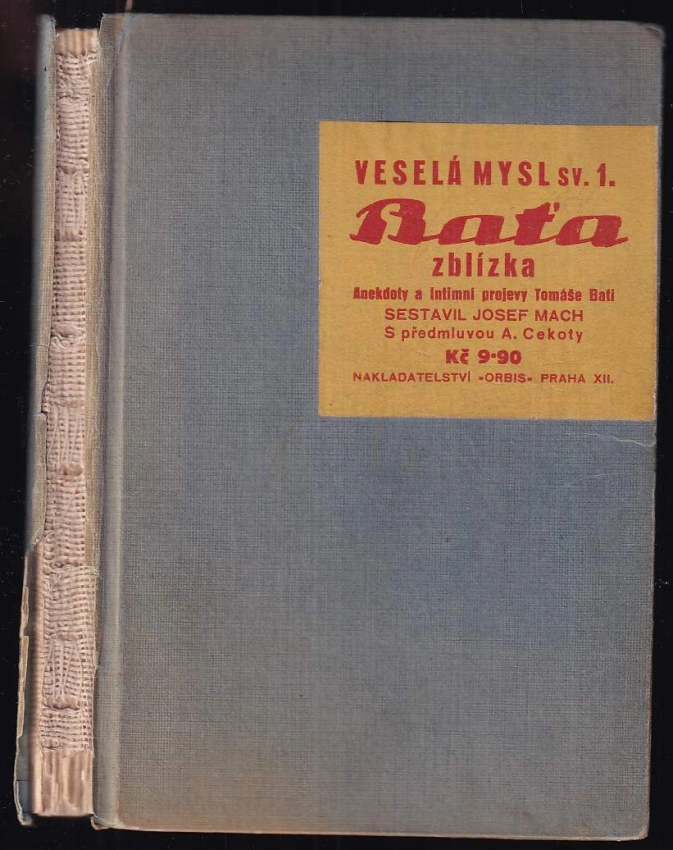 VESELÁ MYSL sv. 1.
Baťa
zblízka
Anekdoty a intimní projevy Tomáše Bati
SESTAVIL JOSEF MACH
S předmluvou A. Cekoty
Kč 9·90
NAKLADATELSTVÍ »ORBIS« PRAHA XII.